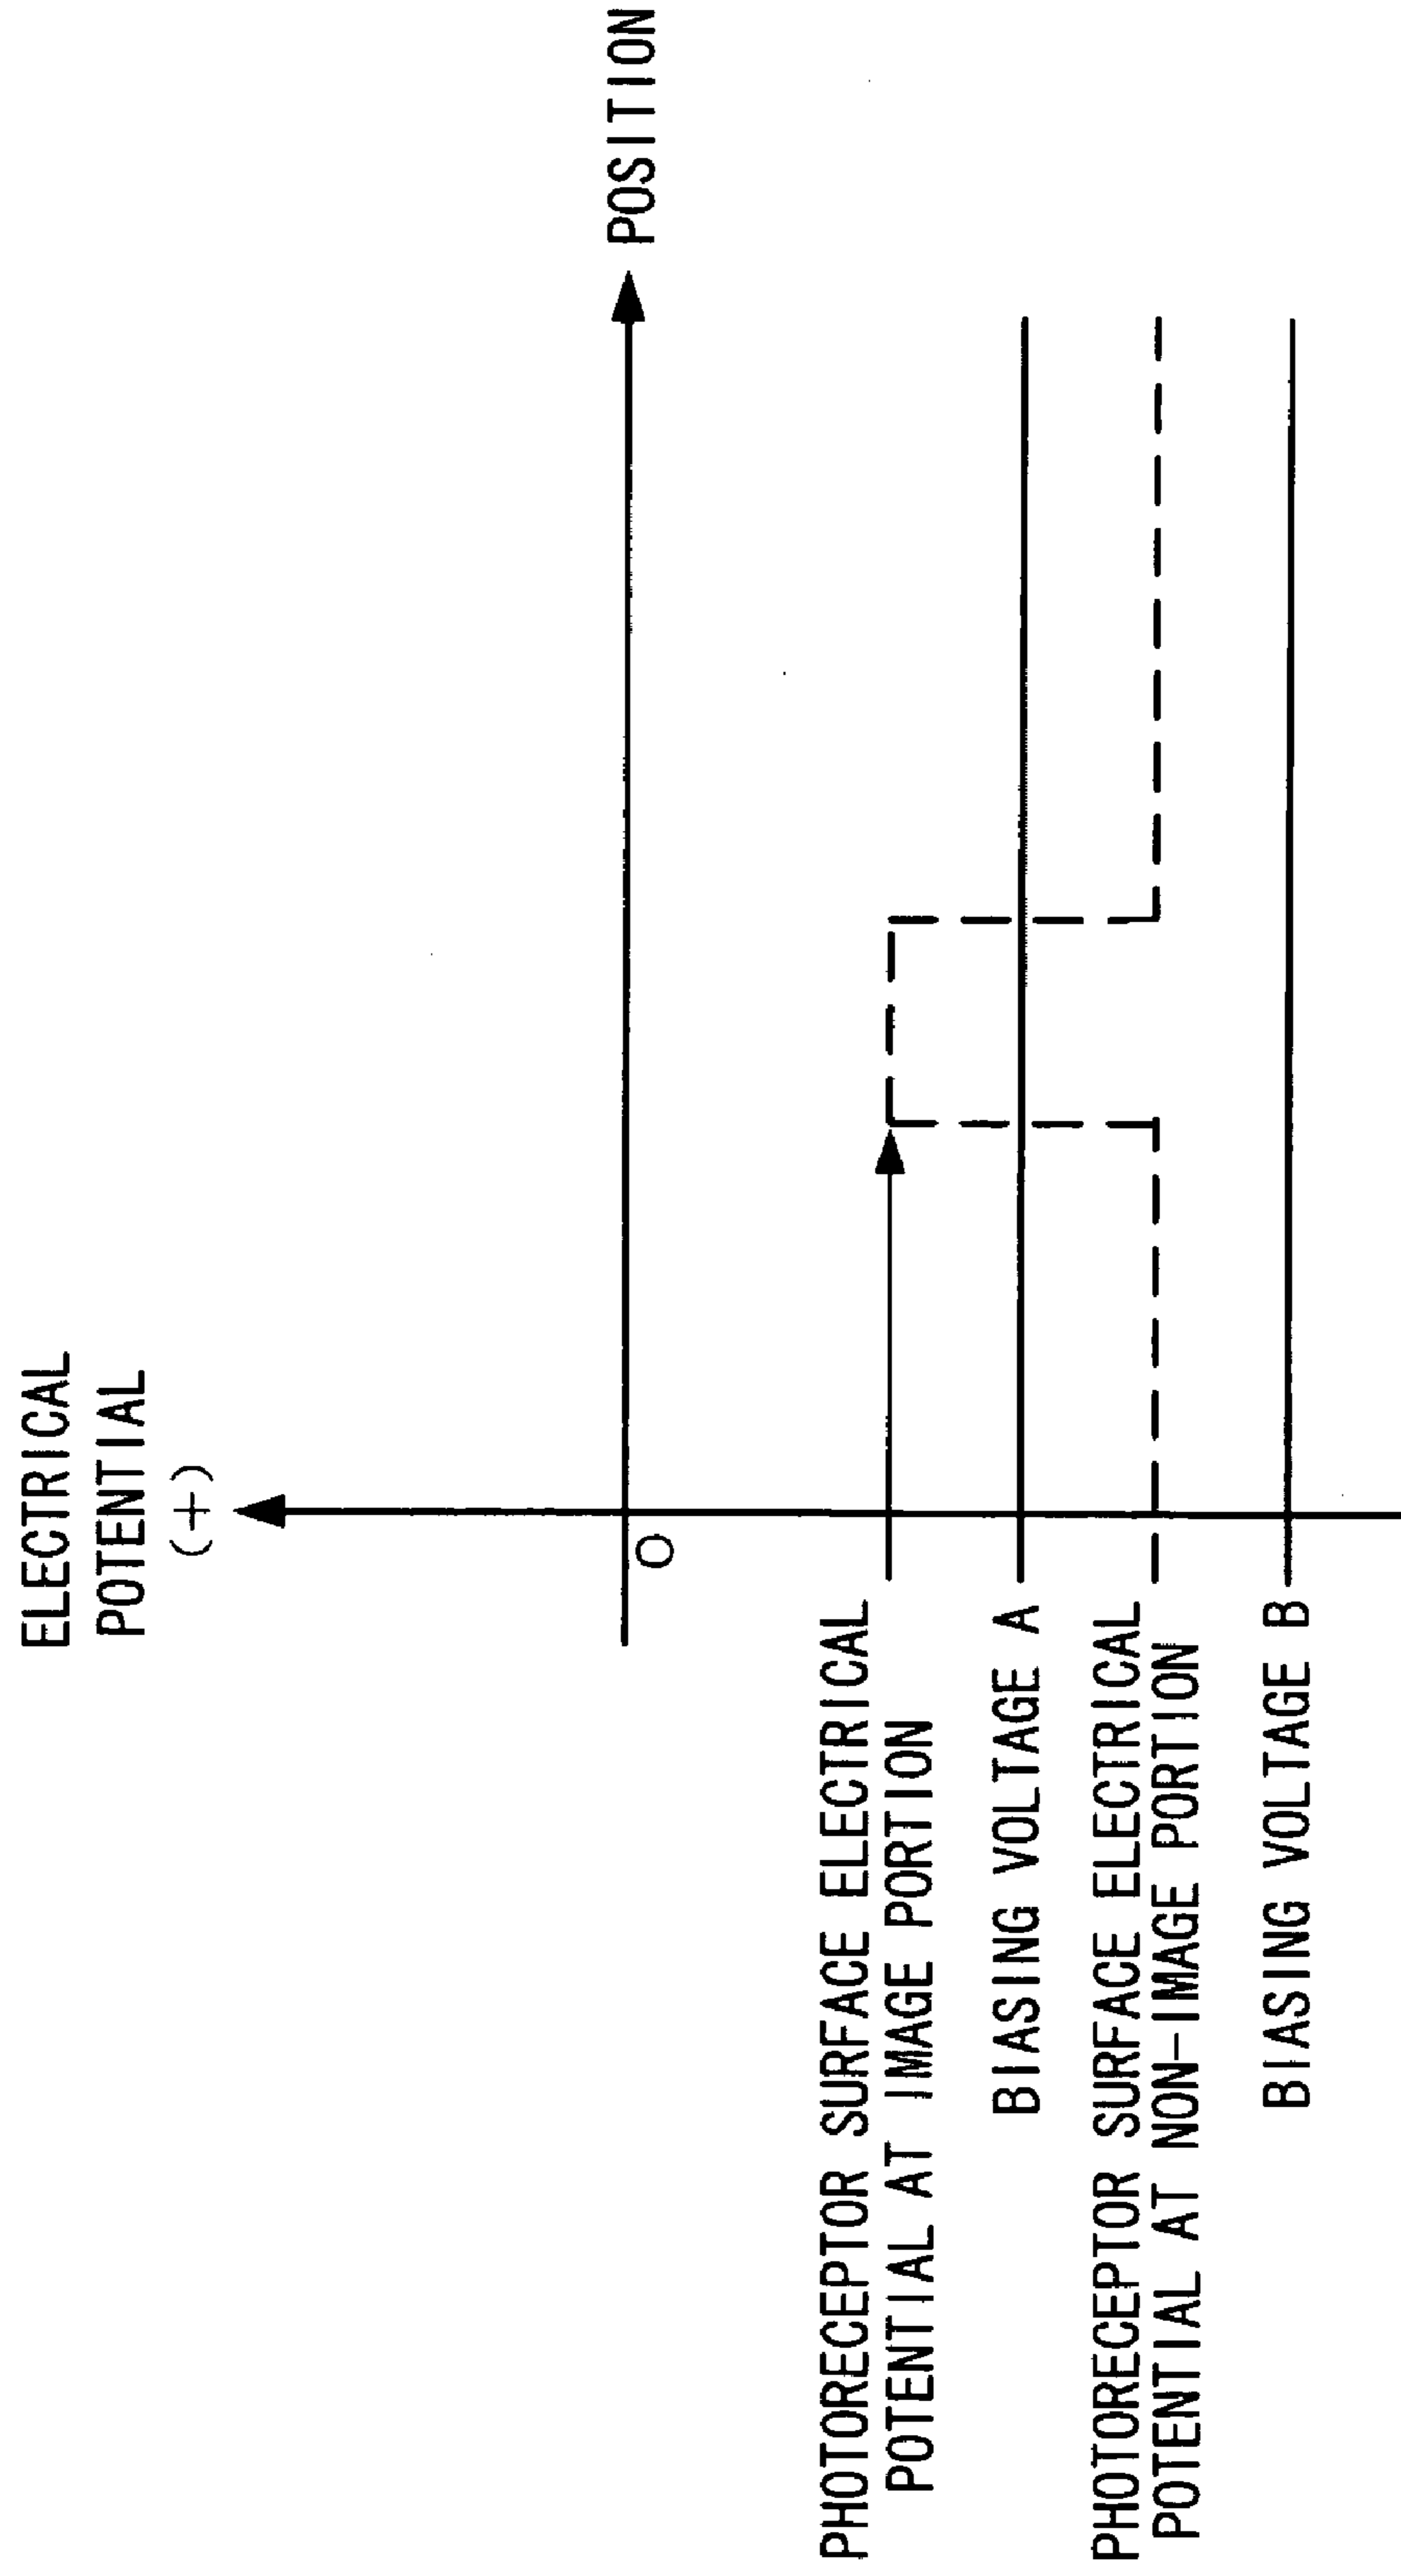 ELECTRICAL
POTENTIAL
(+)
POSITION
0
PHOTORECEPTOR SURFACE ELECTRICAL
POTENTIAL AT IMAGE PORTION
BIASING VOLTAGE A
PHOTORECEPTOR SURFACE ELECTRICAL
POTENTIAL AT NON-IMAGE PORTION
BIASING VOLTAGE B